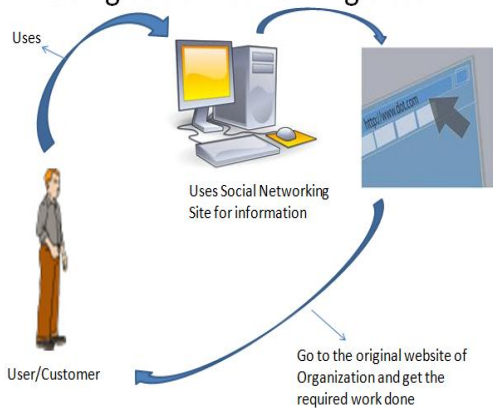 Uses
http://www.dot.com
Uses Social Networking
Site for information
User/Customer
Go to the original website of
Organization and get the
required work done